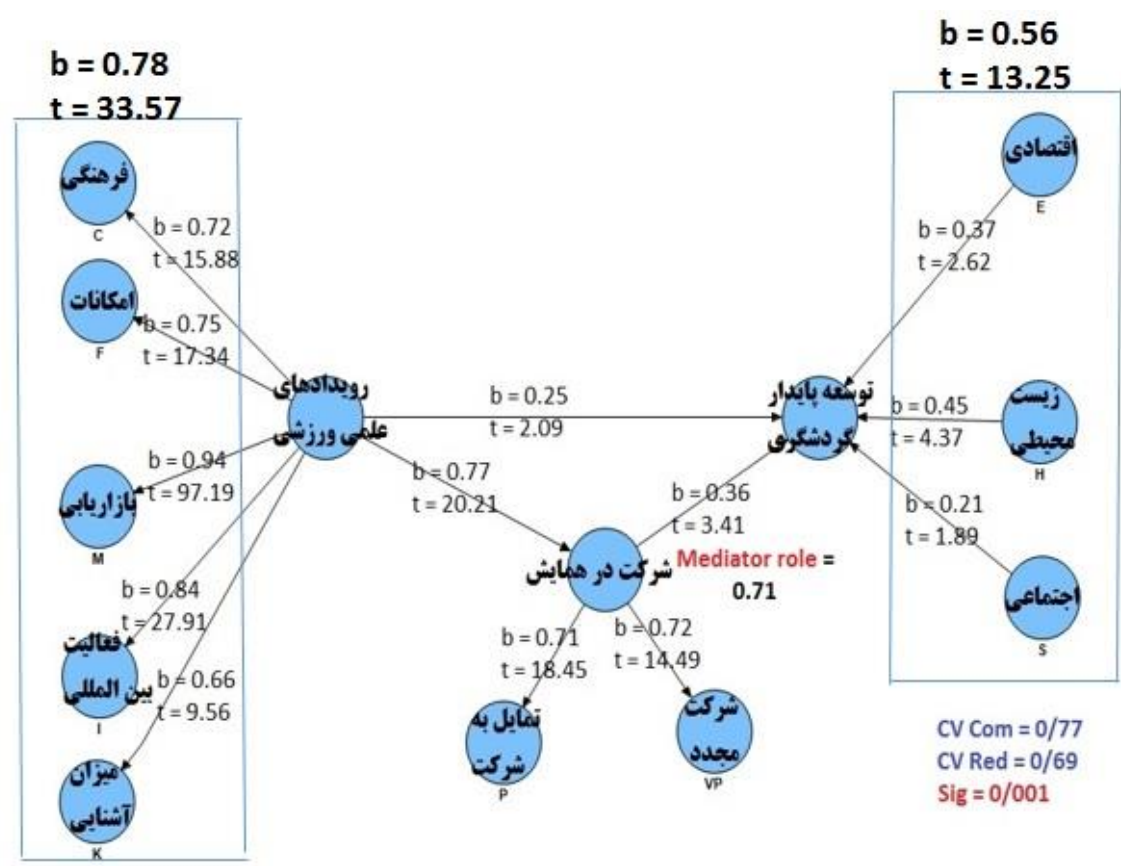 b = 0.78
t = 33.57
b = 0.56
t = 13.25
فرهنگی
C
b = 0.72
t = 15.88
امکانات
F
b = 0.75
t = 17.34
رویدادهای
علمی ورزشی
بازاریابی
M
b = 0.94
t = 97.19
فعالیت
بین المللی
I
b = 0.84
t = 27.91
میزان
آشنایی
K
b = 0.66
t = 9.56
b = 0.25
t = 2.09
b = 0.77
t = 20.21
شرکت در همایش
Mediator role =
0.71
b = 0.36
t = 3.41
b = 0.71
t = 18.45
b = 0.72
t = 14.49
تمایل به
شرکت
P
شرکت
مجدد
VP
توسعه پایدار
گردشگری
اقتصادی
E
b = 0.37
t = 2.62
زیست
محیطی
H
b = 0.45
t = 4.37
b = 0.21
t = 1.89
اجتماعی
S
CV Com = 0/77
CV Red = 0/69
Sig = 0/001